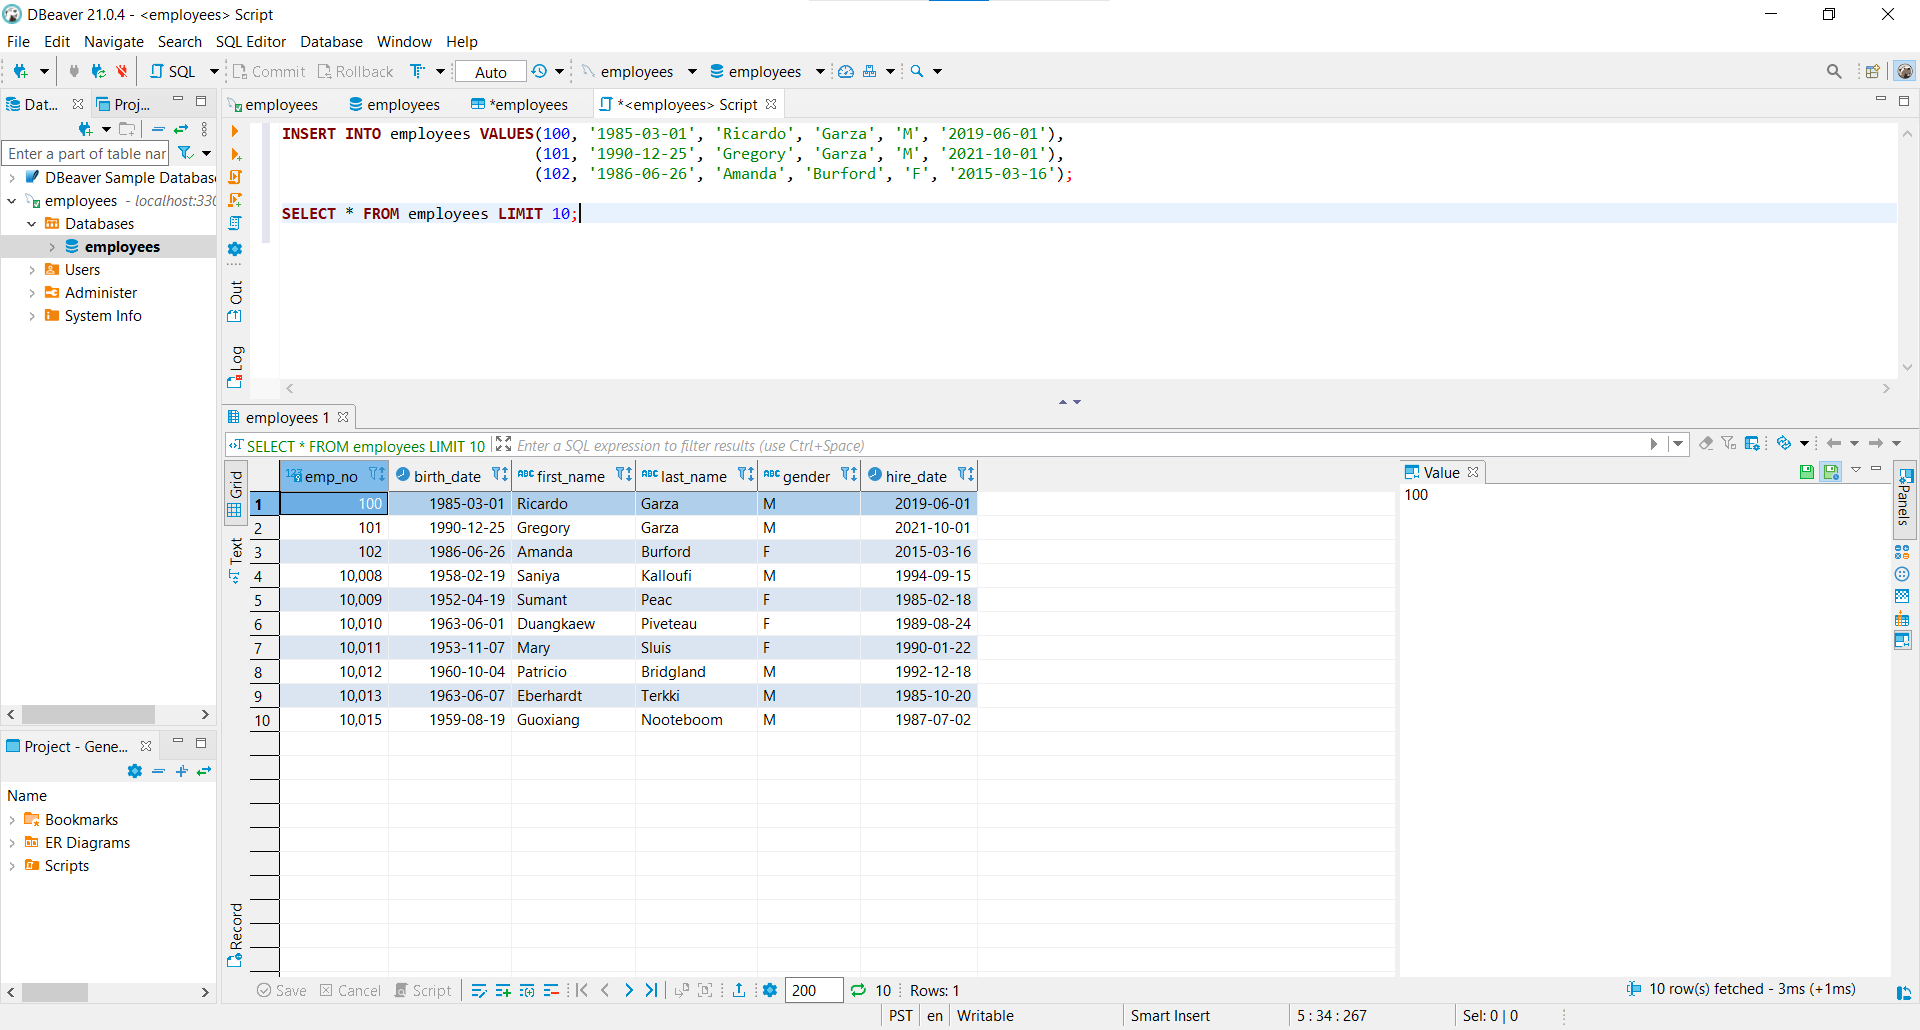 DBeaver 21.0.4 - <employees> Script
File Edit Navigate Search SQL Editor Database Window Help
SQL Commit Rollback Auto employees employees
Dat... Proj...
employees employees *employees *<employees> Script
Enter a part of table nar
DBeaver Sample Databas
employees - localhost:330
Databases
employees
Users
Administer
System Info
INSERT INTO employees VALUES(100, '1985-03-01', 'Ricardo', 'Garza', 'M', '2019-06-01'),
(101, '1990-12-25', 'Gregory', 'Garza', 'M', '2021-10-01'),
(102, '1986-06-26', 'Amanda', 'Burford', 'F', '2015-03-16');
SELECT * FROM employees LIMIT 10;
Out
Log
employees 1
SELECT * FROM employees LIMIT 10 Enter a SQL expression to filter results (use Ctrl+Space)
Grid
Text
Record
123 emp_no birth_date ABC first_name ABC last_name ABC gender hire_date
1 100 1985-03-01 Ricardo Garza M 2019-06-01
2 101 1990-12-25 Gregory Garza M 2021-10-01
3 102 1986-06-26 Amanda Burford F 2015-03-16
4 10,008 1958-02-19 Saniya Kalloufi M 1994-09-15
5 10,009 1952-04-19 Sumant Peac F 1985-02-18
6 10,010 1963-06-01 Duangkaew Piveteau F 1989-08-24
7 10,011 1953-11-07 Mary Sluis F 1990-01-22
8 10,012 1960-10-04 Patricio Bridgland M 1992-12-18
9 10,013 1963-06-07 Eberhardt Terkki M 1985-10-20
10 10,015 1959-08-19 Guoxiang Nooteboom M 1987-07-02
Value
100
Panels
Project - Gene...
Name
Bookmarks
ER Diagrams
Scripts
Save Cancel Script 200 10 Rows: 1
10 row(s) fetched - 3ms (+1ms)
PST en Writable Smart Insert 5 : 34 : 267 Sel: 0 | 0